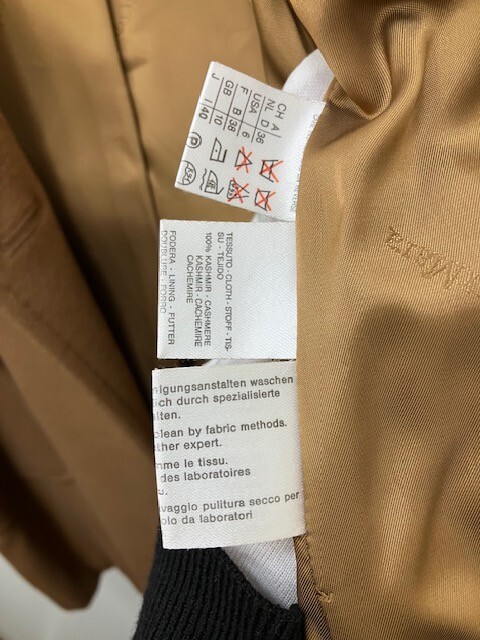 CH A
NL D 36
USA 6
F B 38
GB 10
J
I 40
TESSUTO - CLOTH - STOFF - TIS-
SU - TEJIDO
100% KASHMIR - CASHMERE
KASHMIR - CACHEMIRE
CACHEMIRE
FODERA - LINING - FUTTER
DOUBLURE - FORRO
nigungsanstalten waschen
ich durch spezialisierte
lten.
clean by fabric methods.
ther expert.
mme le tissu.
des laboratoires
avaggio pulitura secco per
olo da laboratori